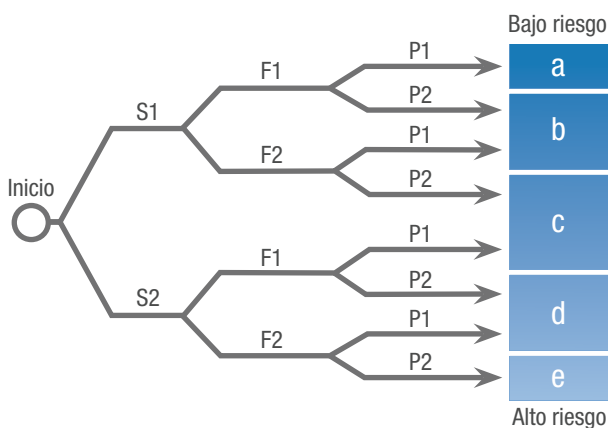 Bajo riesgo
P1
a
F1
P2
S1
b
P1
F2
P2
Inicio
c
P1
F1
P2
S2
d
P1
F2
P2
e
Alto riesgo